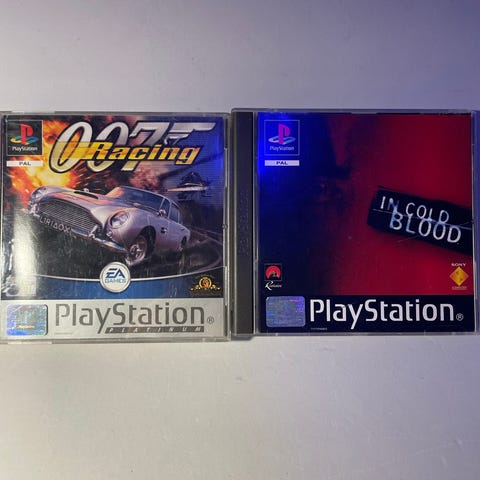 PlayStation
PAL
007
Racing
EA
GAMES
PlayStation®
PLATINUM
PlayStation
PlayStation
PAL
IN COLD
BLOOD
SONY
PlayStation®